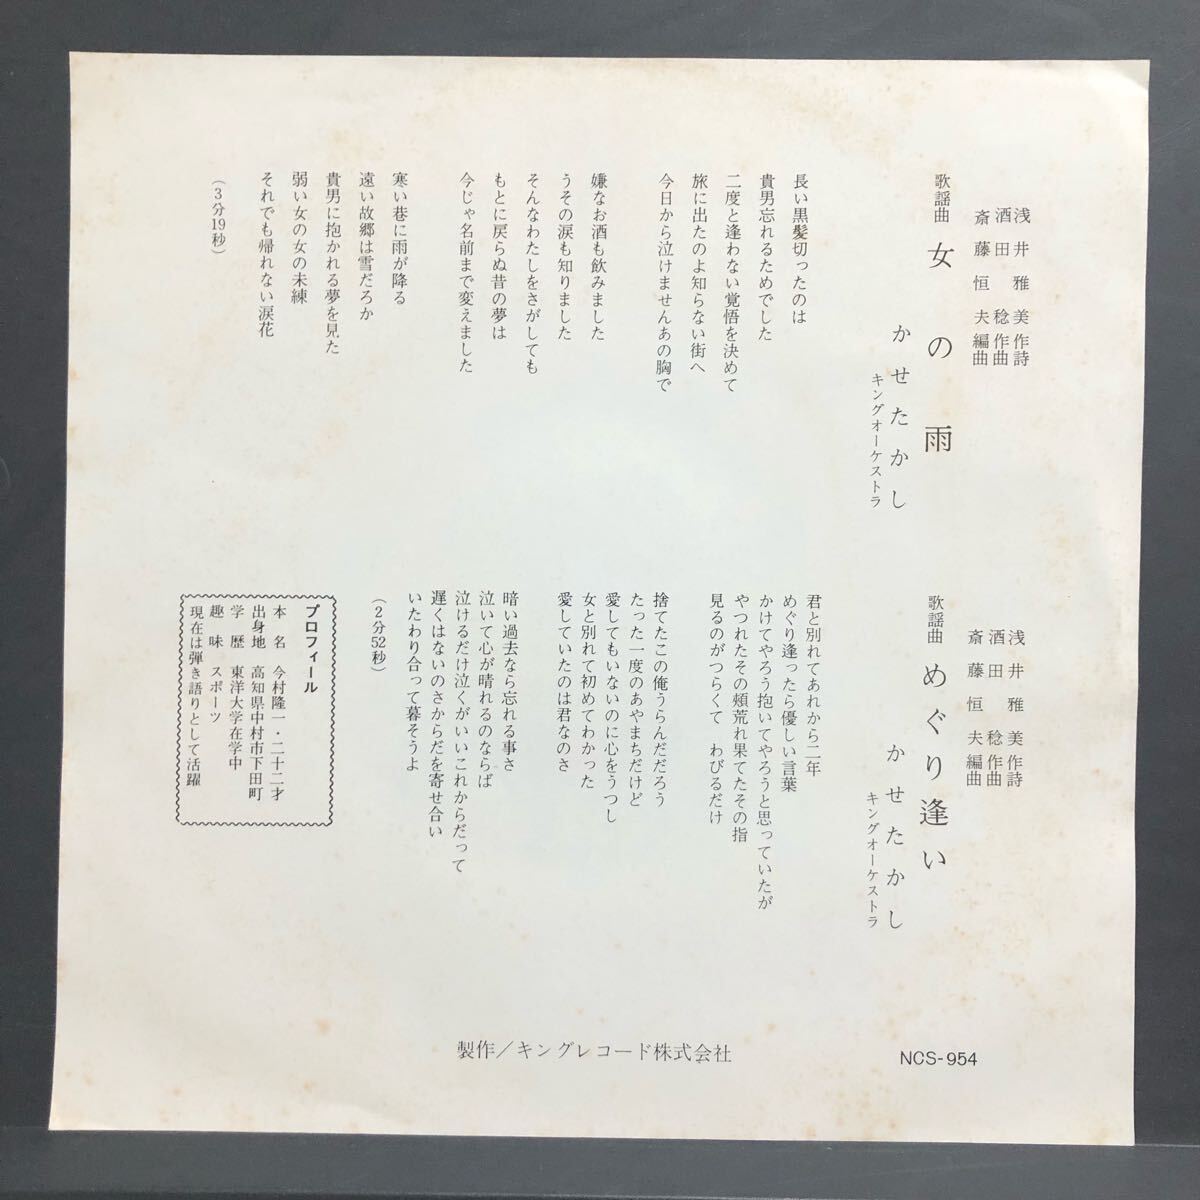 浅井雅美作詩
酒田稔作曲
斎藤恒夫編曲
歌謡曲 女の雨
かせたかし
キングオーケストラ
長い黒髪切ったのは
貴男忘れるためでした
二度と逢わない覚悟を決めて
旅に出たのよ知らない街へ
今日から泣けませんあの胸で
嫌なお酒も飲みました
うその涙も知りました
そんなわたしをさがしても
もとに戻らぬ昔の夢は
今じゃ名前まで変えました
寒い巷に雨が降る
遠い故郷は雪だろか
貴男に抱かれる夢を見た
弱い女の女の未練
それでも帰れない涙花
(3分19秒)
浅井雅美作詩
酒田稔作曲
斎藤恒夫編曲
歌謡曲 めぐり逢い
かせたかし
キングオーケストラ
君と別れてあれから二年
めぐり逢ったら優しい言葉
かけてやろう抱いてやろうと思っていたが
やつれたその頬荒れ果てたその指
見るのがつらくて わびるだけ
捨てたこの俺うらんだだろう
たった一度のあやまちだけど
愛してもいないのに心をうつし
女と別れて初めてわかった
愛していたのは君なのさ
暗い過去なら忘れる事さ
泣いて心が晴れるのならば
泣けるだけ泣くがいいこれからだって
遅くはないのさからだを寄せ合い
いたわり合って暮そうよ
(2分52秒)
プロフィール
本名 今村隆一・二十二才
出身地 高知県中村市下田町
学歴 東洋大学在学中
趣味 スポーツ
現在は弾き語りとして活躍
製作/キングレコード株式会社
NCS-954